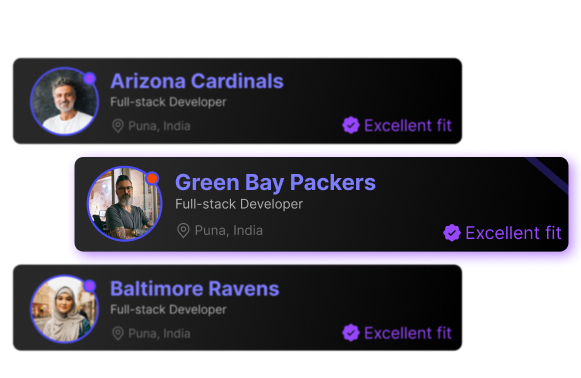 Arizona Cardinals
Full-stack Developer
Puna, India
Excellent fit
Green Bay Packers
Full-stack Developer
Puna, India
Excellent fit
Baltimore Ravens
Full-stack Developer
Puna, India
Excellent fit